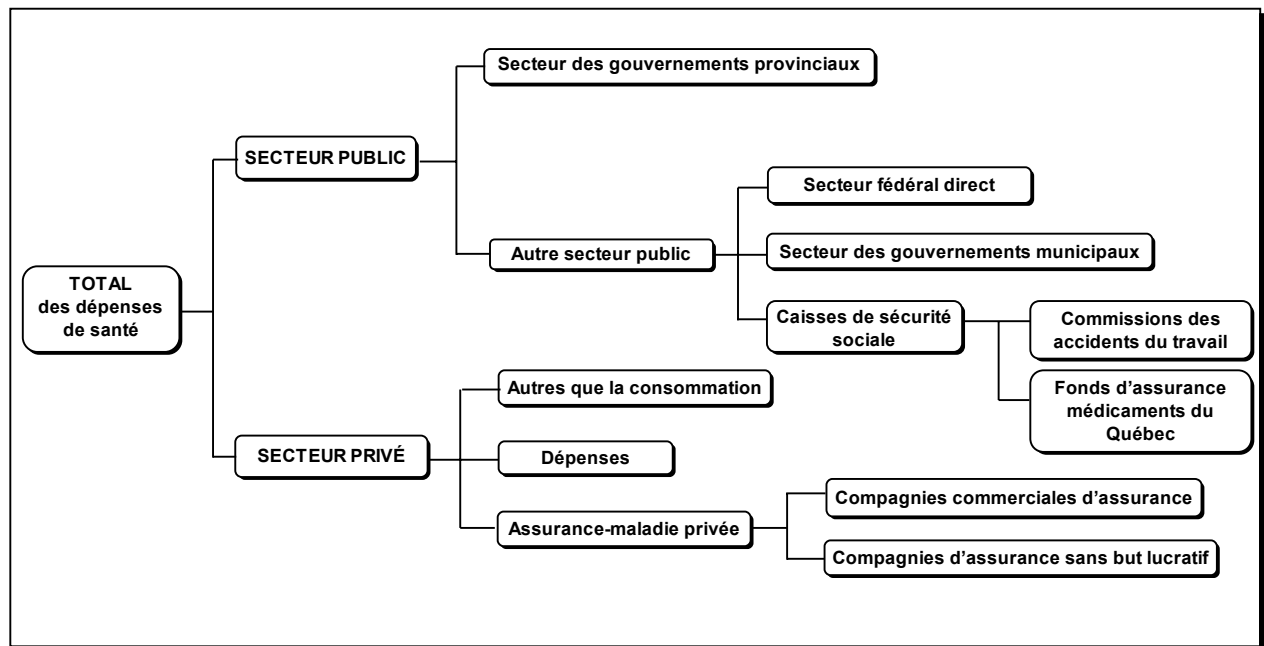 Secteur des gouvernements provinciaux
SECTEUR PUBLIC
Secteur fédéral direct
Autre secteur public
Secteur des gouvernements municipaux
TOTAL
des dépenses
de santé
Caisses de sécurité
sociale
Commissions des
accidents du travail
Autres que la consommation
Fonds d’assurance
médicaments du
Québec
SECTEUR PRIVÉ
Dépenses
Compagnies commerciales d’assurance
Assurance-maladie privée
Compagnies d’assurance sans but lucratif